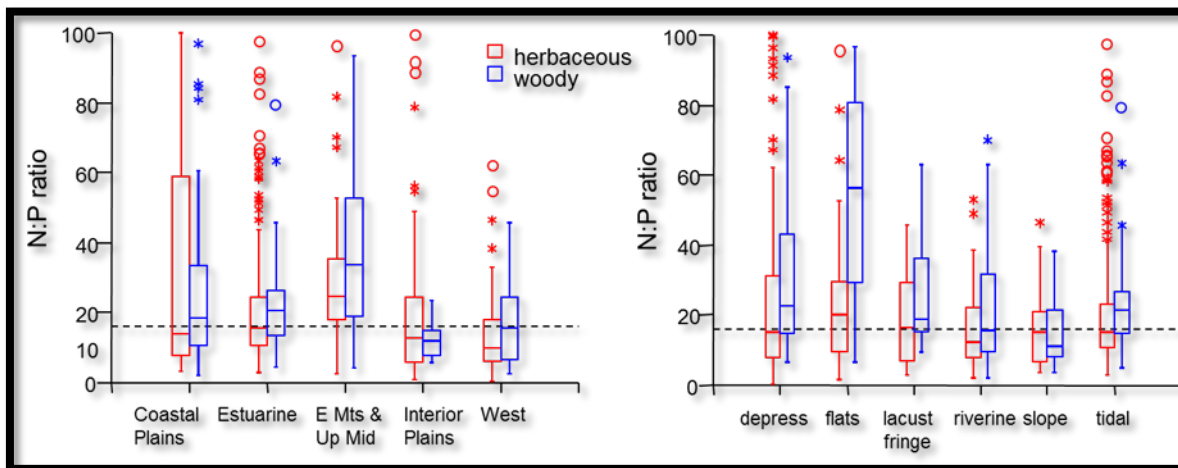 N:P ratio
100
80
60
40
20
10
0
herbaceous
woody
Coastal Plains
Estuarine
E Mts & Up Mid
Interior Plains
West
N:P ratio
100
80
60
40
20
0
depress
flats
lacust fringe
riverine
slope
tidal